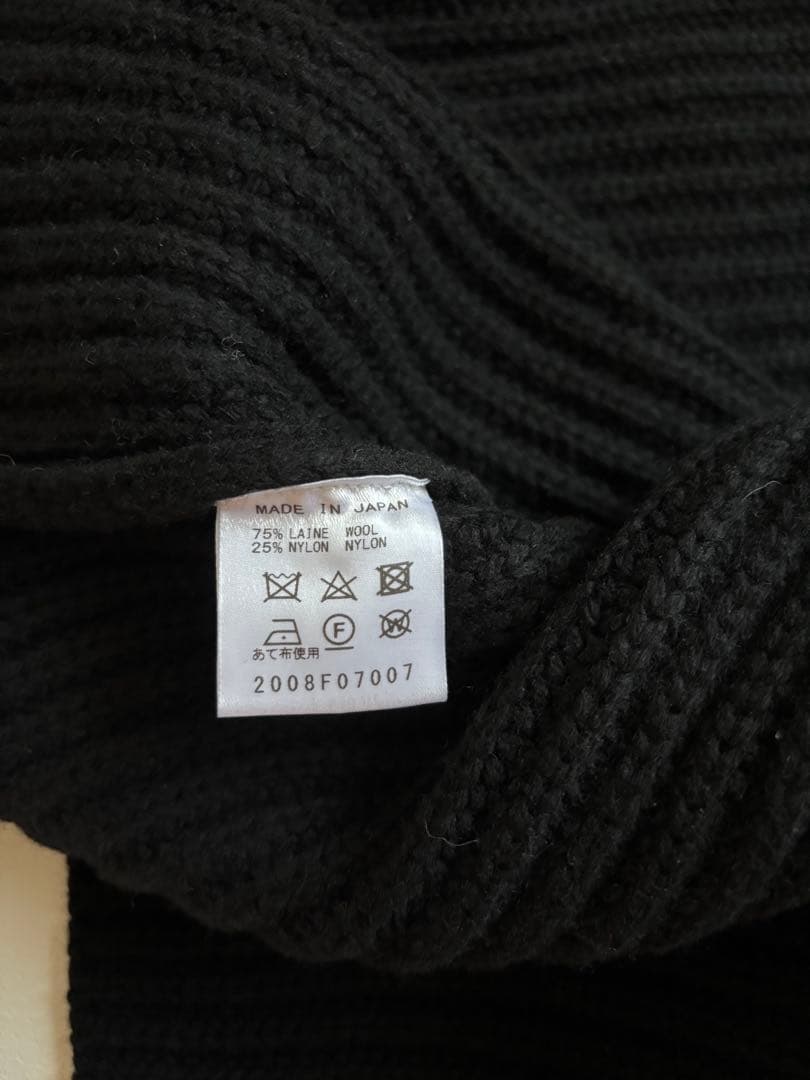 MADE IN JAPAN
75% LAINE WOOL
25% NYLON NYLON
F W
あて布使用
2008F07007